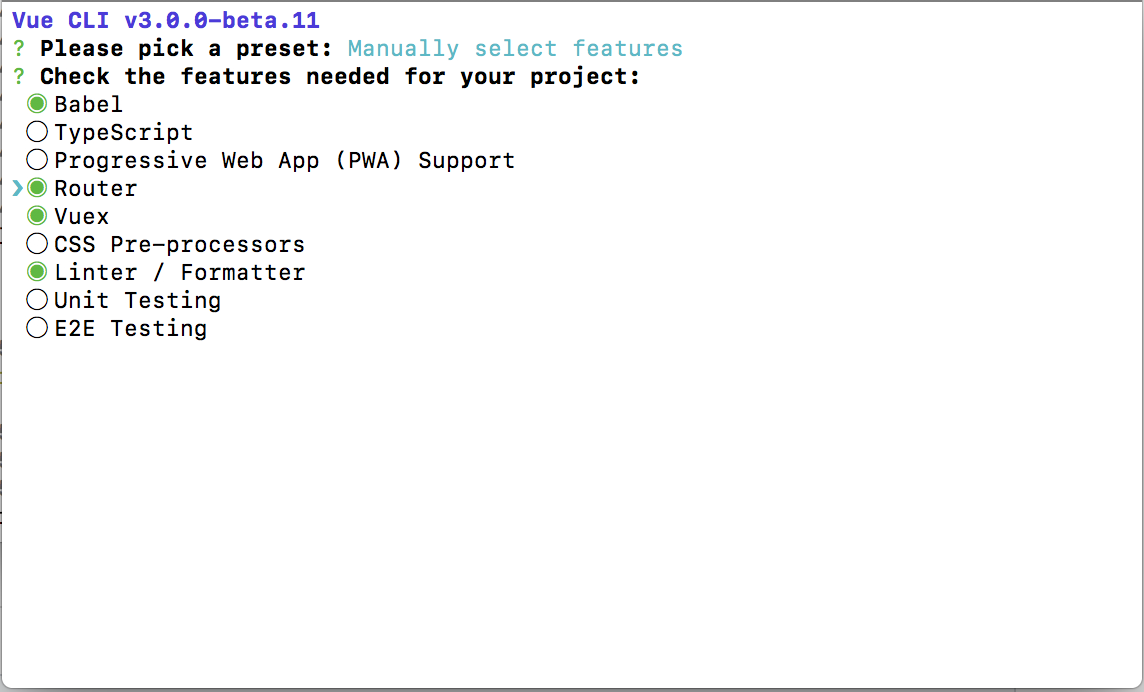 Vue CLI v3.0.0-beta.11
? Please pick a preset: Manually select features
? Check the features needed for your project:
◉ Babel
◯ TypeScript
◯ Progressive Web App (PWA) Support
❯◉ Router
◉ Vuex
◯ CSS Pre-processors
◉ Linter / Formatter
◯ Unit Testing
◯ E2E Testing